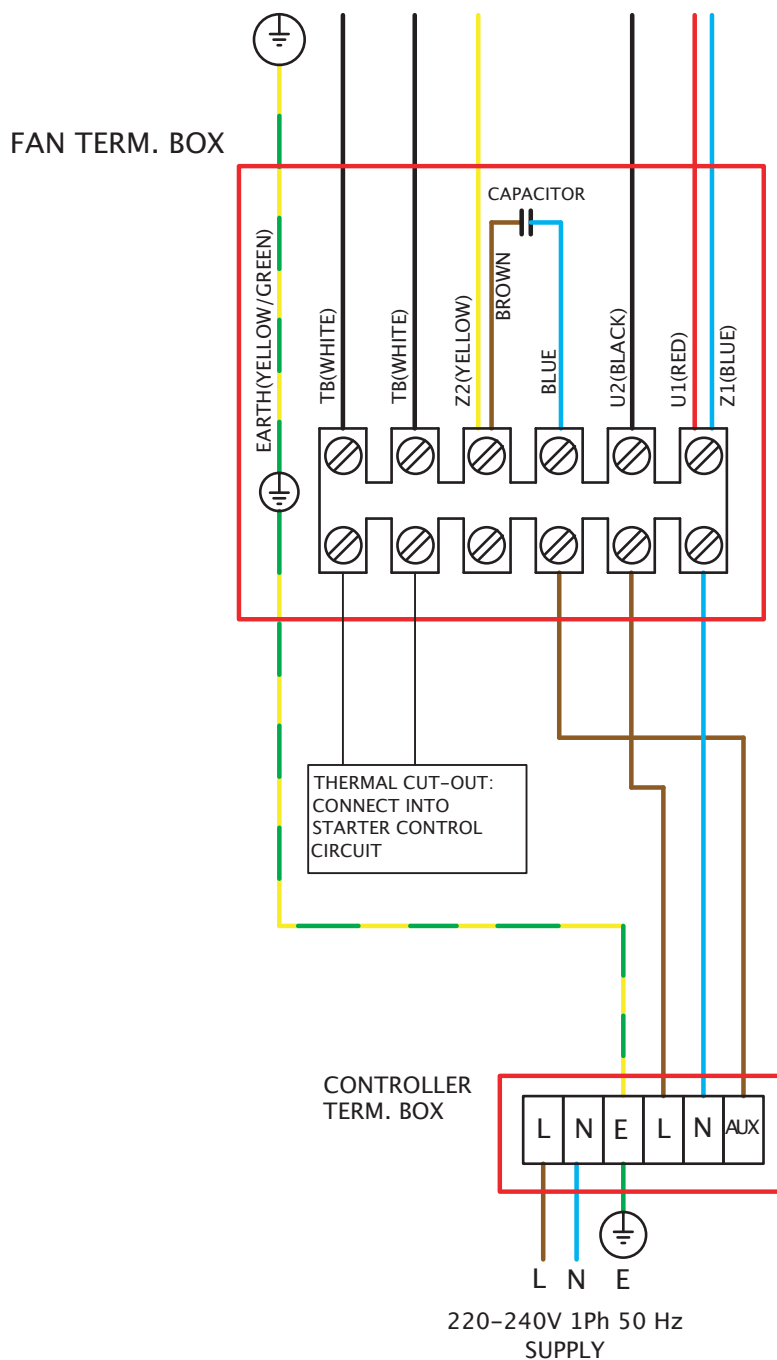 FAN TERM. BOX
CAPACITOR
EARTH(YELLOW/GREEN)
TB(WHITE)
TB(WHITE)
Z2(YELLOW)
BROWN
BLUE
U2(BLACK)
U1(RED)
Z1(BLUE)
THERMAL CUT-OUT:
CONNECT INTO
STARTER CONTROL
CIRCUIT
CONTROLLER
TERM. BOX
L N E L N AUX
L N E
220-240V 1Ph 50 Hz
SUPPLY